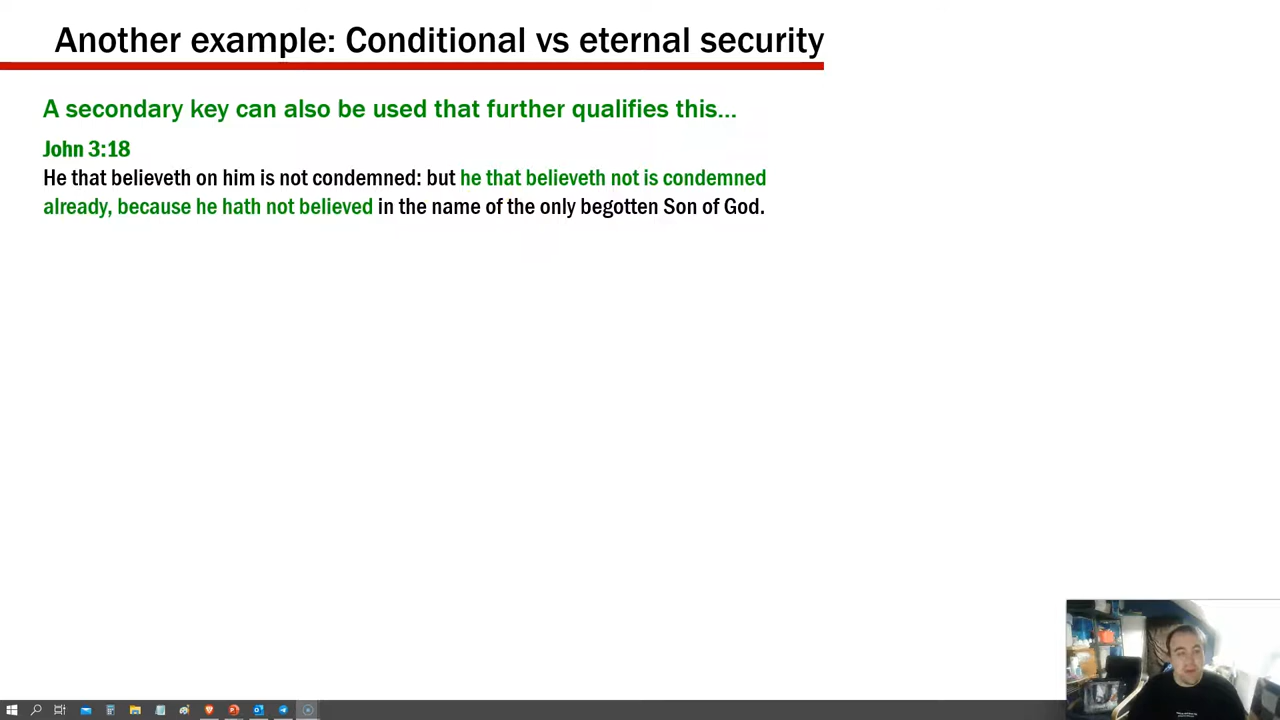 Another example: Conditional vs eternal security
A secondary key can also be used that further qualifies this...
John 3:18
He that believeth on him is not condemned: but he that believeth not is condemned
already, because he hath not believed in the name of the only begotten Son of God.